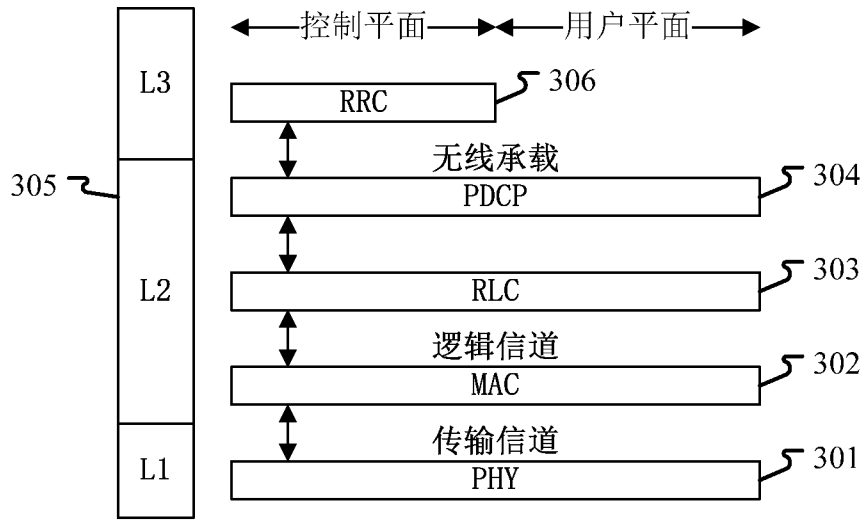 控制平面 用户平面
L3
RRC
306
无线承载
305
PDCP
304
L2
RLC
303
逻辑信道
MAC
302
传输信道
L1
PHY
301